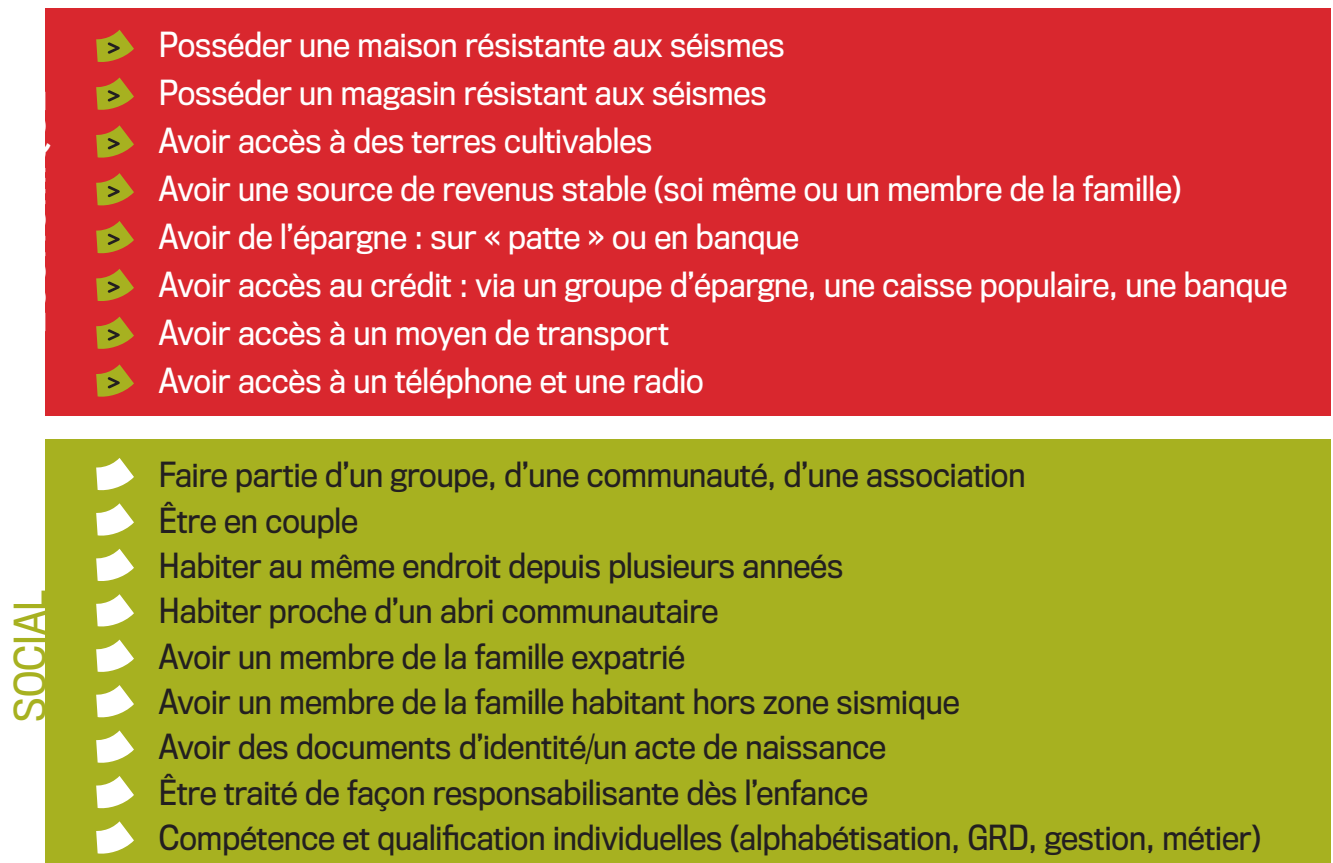 Posséder une maison résistante aux séismes
Posséder un magasin résistant aux séismes
Avoir accès à des terres cultivables
Avoir une source de revenus stable (soi même ou un membre de la famille)
Avoir de l’épargne : sur « patte » ou en banque
Avoir accès au crédit : via un groupe d’épargne, une caisse populaire, une banque
Avoir accès à un moyen de transport
Avoir accès à un téléphone et une radio
SOCIAL
Faire partie d’un groupe, d’une communauté, d’une association
Être en couple
Habiter au même endroit depuis plusieurs anneés
Habiter proche d’un abri communautaire
Avoir un membre de la famille expatrié
Avoir un membre de la famille habitant hors zone sismique
Avoir des documents d’identité/un acte de naissance
Être traité de façon responsabilisante dès l’enfance
Compétence et qualification individuelles (alphabétisation, GRD, gestion, métier)